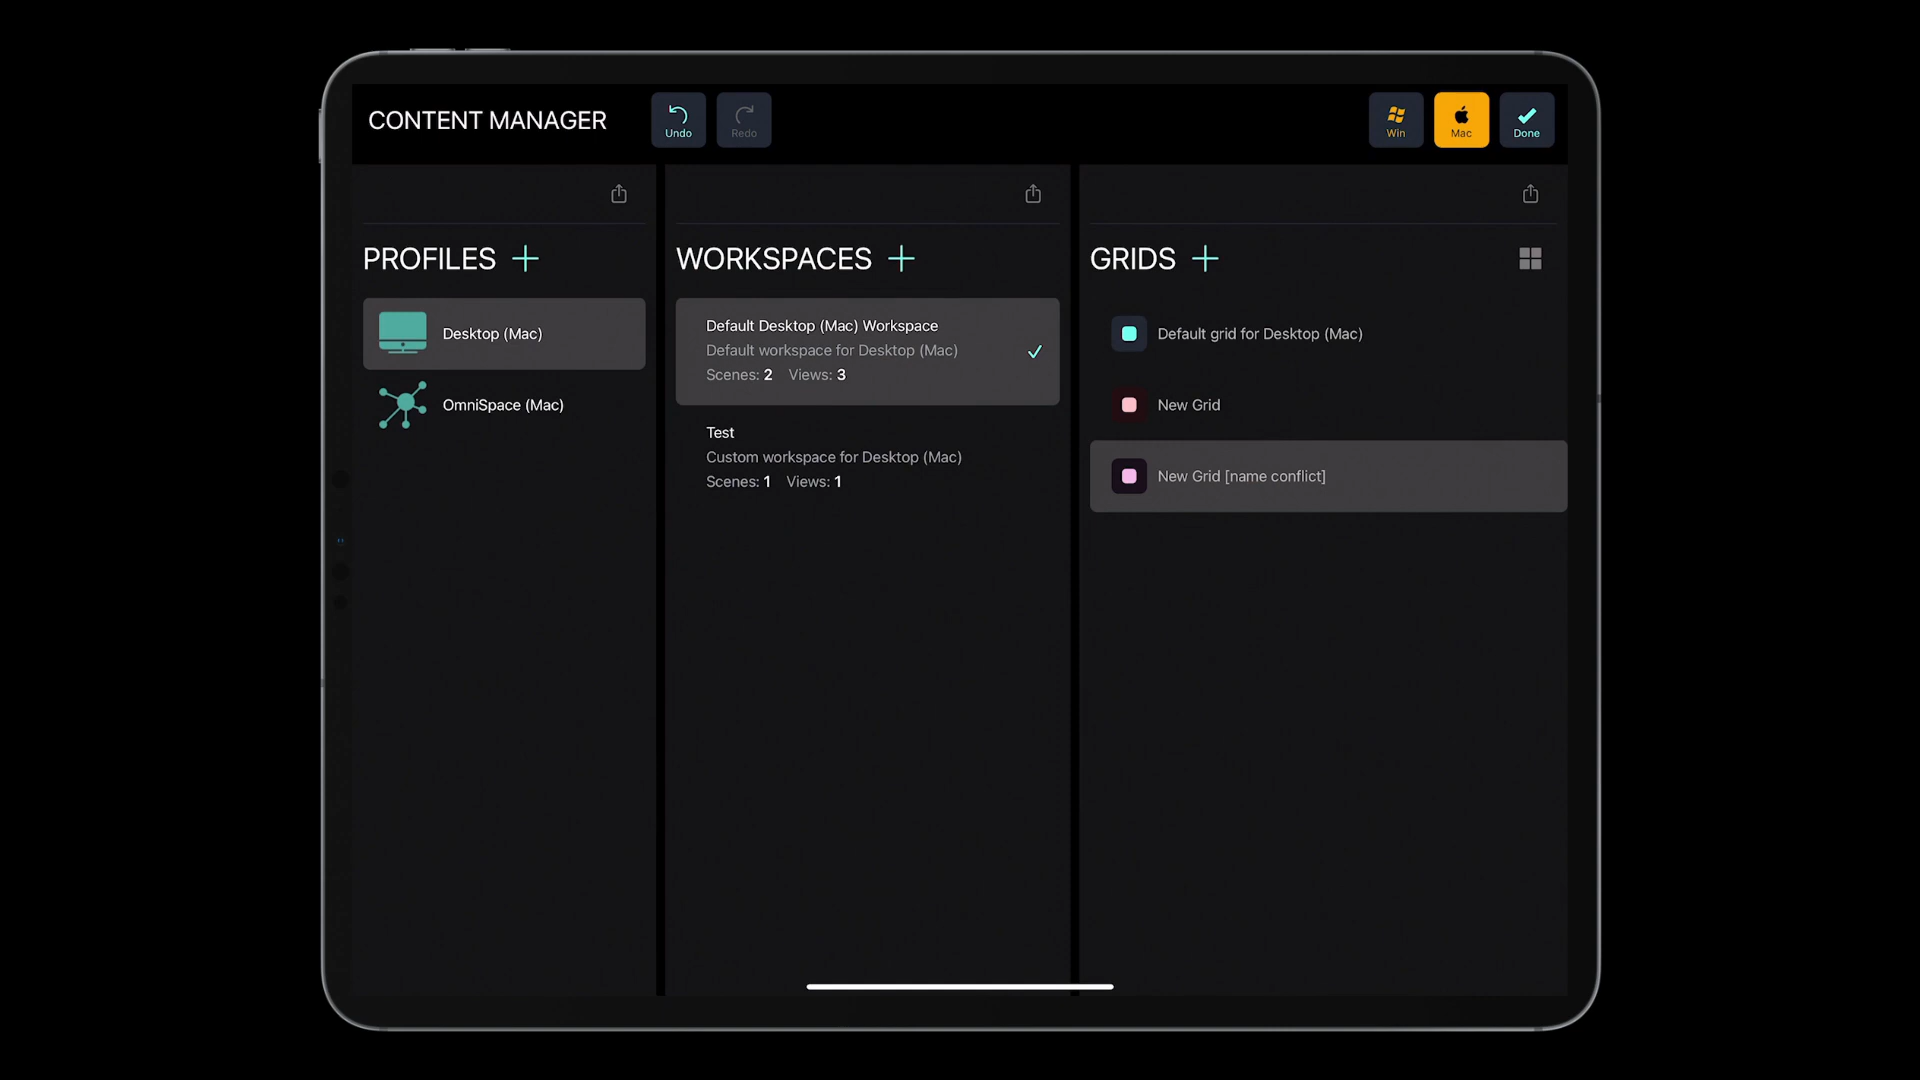 CONTENT MANAGER
Undo
Redo
Win
Mac
Done
PROFILES
Desktop (Mac)
OmniSpace (Mac)
WORKSPACES
Default Desktop (Mac) Workspace
Default workspace for Desktop (Mac)
Scenes: 2 Views: 3
Test
Custom workspace for Desktop (Mac)
Scenes: 1 Views: 1
GRIDS
Default grid for Desktop (Mac)
New Grid
New Grid [name conflict]